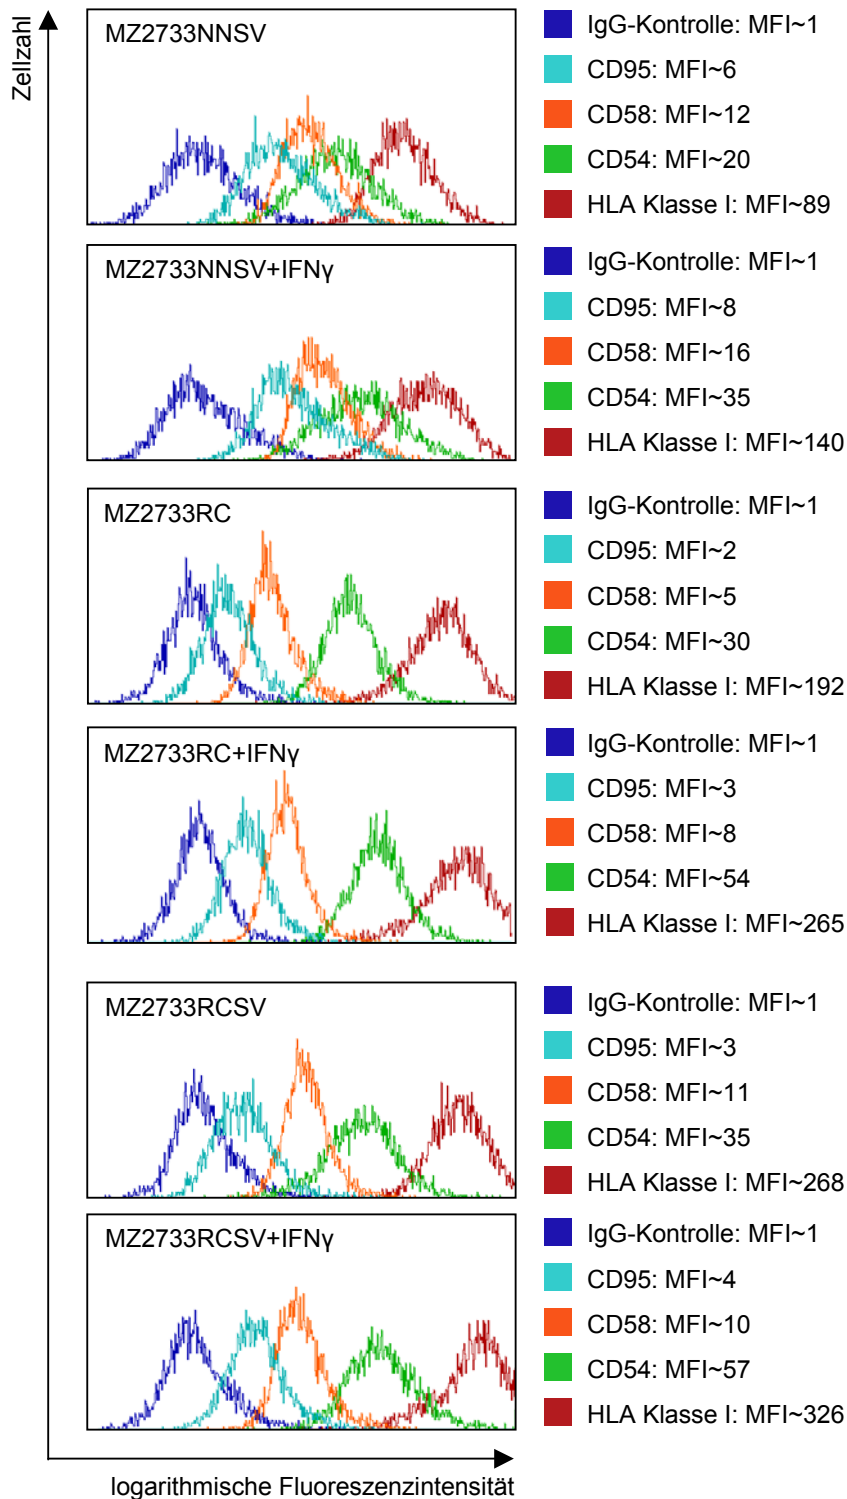 Zellzahl
MZ2733NNSV
IgG-Kontrolle: MFI~1
CD95: MFI~6
CD58: MFI~12
CD54: MFI~20
HLA Klasse I: MFI~89
MZ2733NNSV+IFNγ
IgG-Kontrolle: MFI~1
CD95: MFI~8
CD58: MFI~16
CD54: MFI~35
HLA Klasse I: MFI~140
MZ2733RC
IgG-Kontrolle: MFI~1
CD95: MFI~2
CD58: MFI~5
CD54: MFI~30
HLA Klasse I: MFI~192
MZ2733RC+IFNγ
IgG-Kontrolle: MFI~1
CD95: MFI~3
CD58: MFI~8
CD54: MFI~54
HLA Klasse I: MFI~265
MZ2733RCSV
IgG-Kontrolle: MFI~1
CD95: MFI~3
CD58: MFI~11
CD54: MFI~35
HLA Klasse I: MFI~268
MZ2733RCSV+IFNγ
IgG-Kontrolle: MFI~1
CD95: MFI~4
CD58: MFI~10
CD54: MFI~57
HLA Klasse I: MFI~326
logarithmische Fluoreszenzintensität